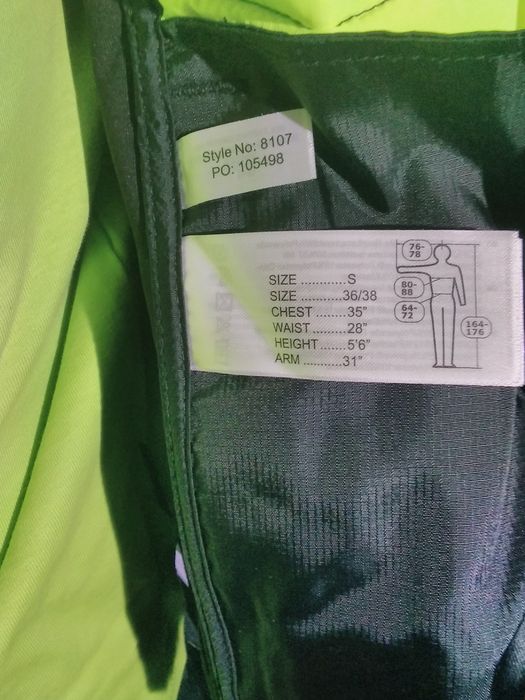 Style No: 8107
PO: 105498
SIZE ............ S
SIZE ............36/38
CHEST .......35"
WAIST ........28"
HEIGHT ......5'6"
ARM ...........31"
76-
78
80-
88
64-
72
164-
176